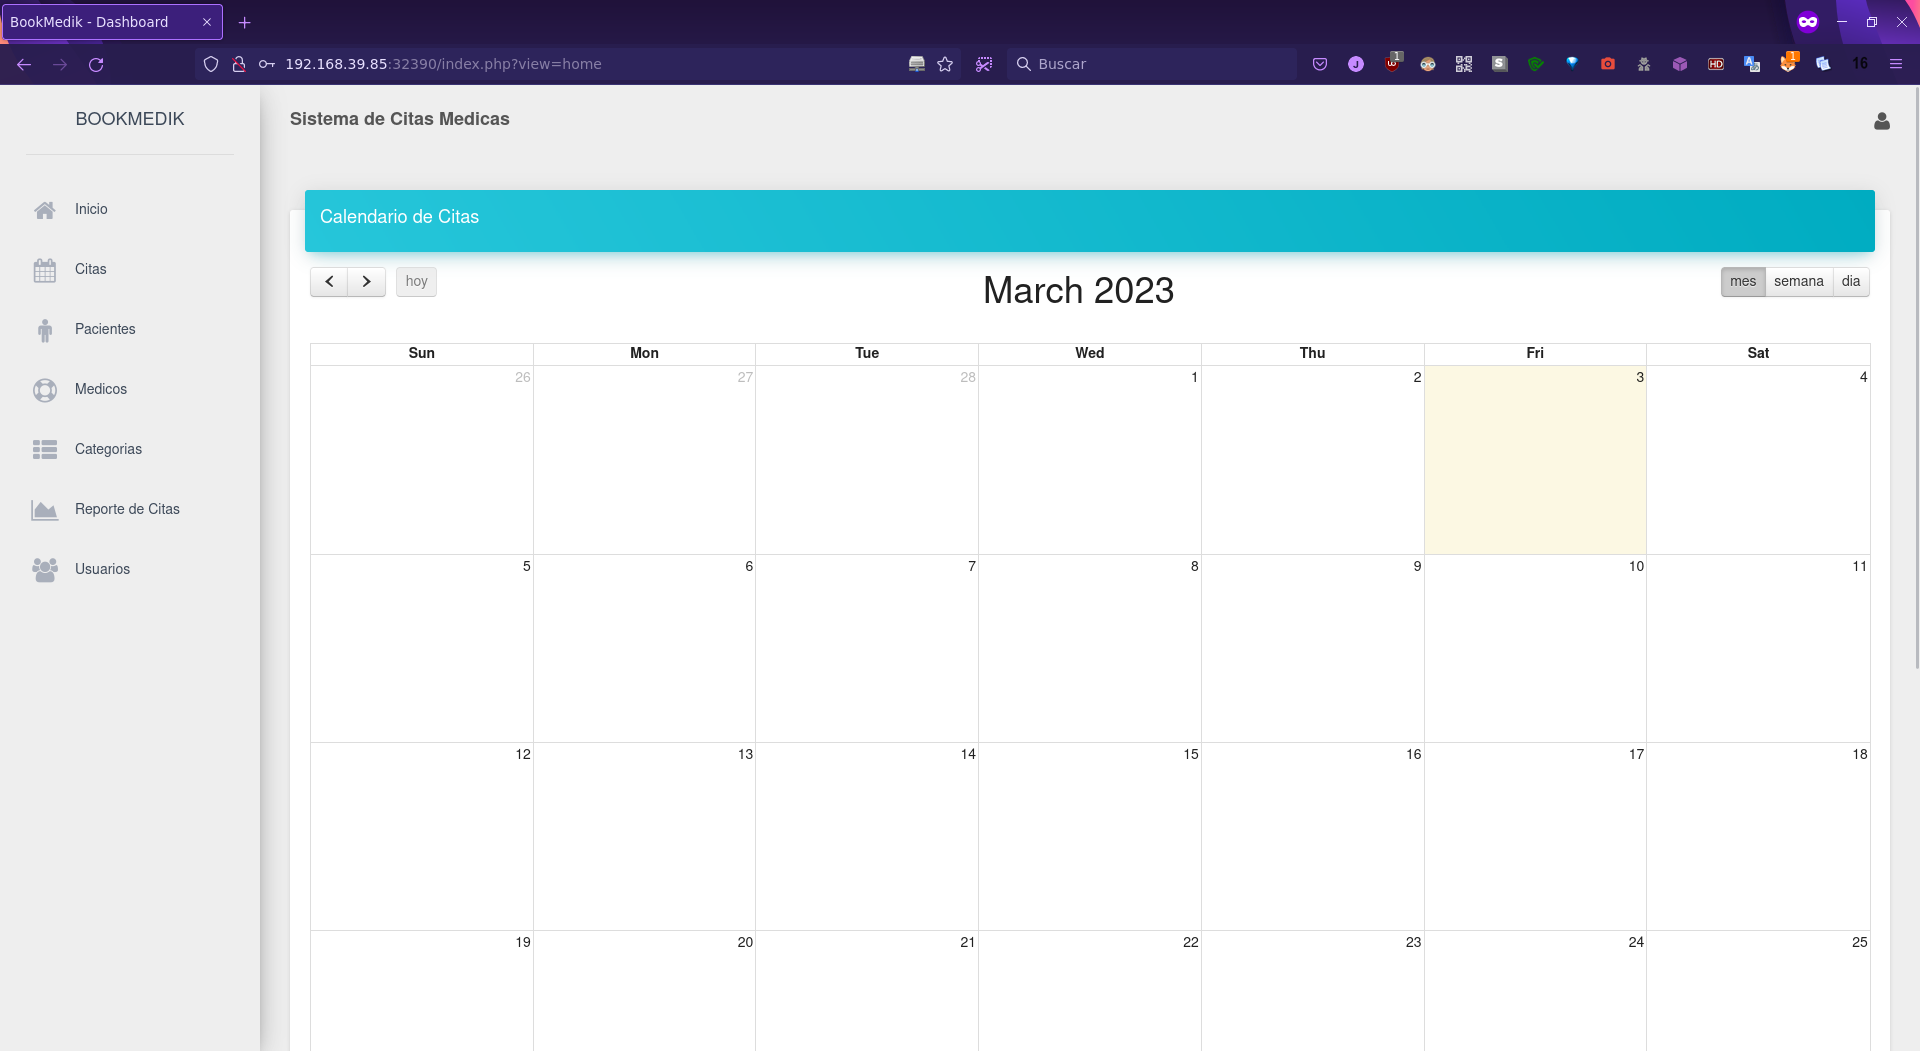 BookMedik - Dashboard
192.168.39.85:32390/index.php?view=home
Buscar
1
J
S
HD
A
1
16
BOOKMEDIK
Inicio
Citas
Pacientes
Medicos
Categorias
Reporte de Citas
Usuarios
Sistema de Citas Medicas
Calendario de Citas
hoy
March 2023
mes semana dia
Sun Mon Tue Wed Thu Fri Sat
26 27 28 1 2 3 4
5 6 7 8 9 10 11
12 13 14 15 16 17 18
19 20 21 22 23 24 25